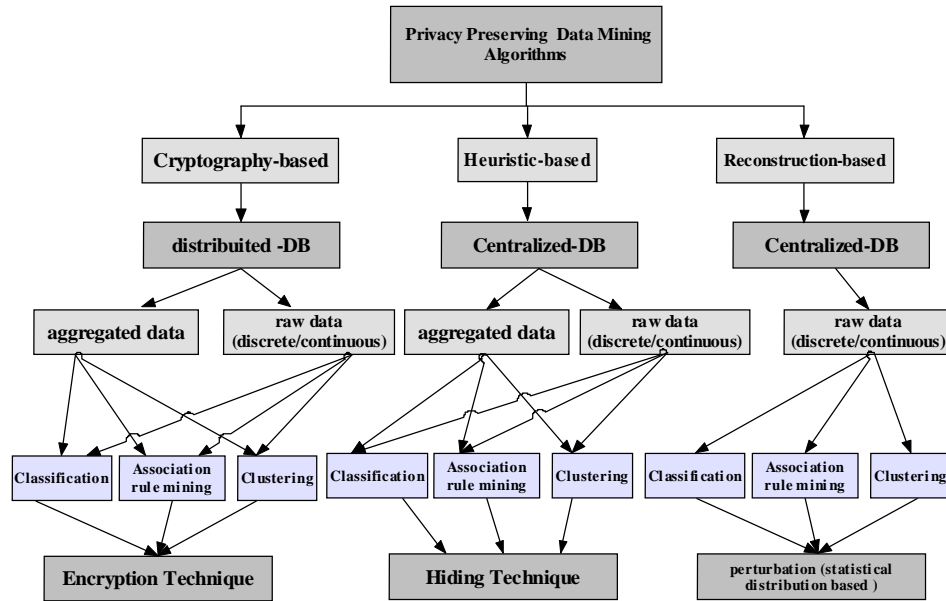 Privacy Preserving Data Mining
Algorithms
Cryptography-based
Heuristic-based
Reconstruction-based
distribuited -DB
Centralized-DB
Centralized-DB
aggregated data
raw data
(discrete/continuous)
aggregated data
raw data
(discrete/continuous)
raw data
(discrete/continuous)
Classification
Association
rule mining
Clustering
Classification
Association
rule mining
Clustering
Classification
Association
rule mining
Clustering
Encryption Technique
Hiding Technique
perturbation (statistical
distribution based )